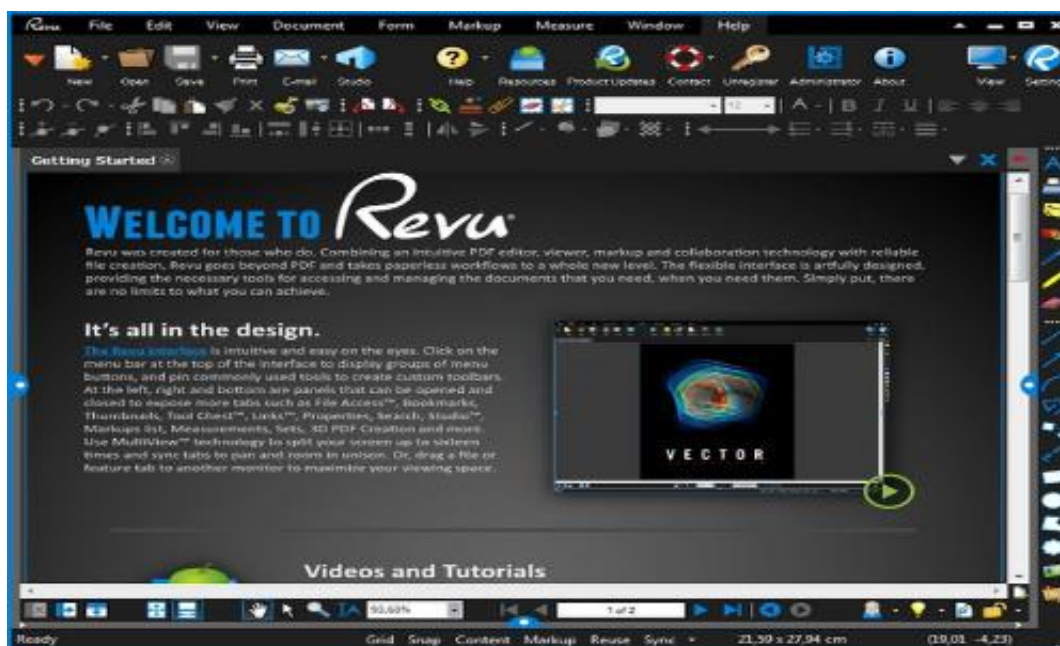 Revu File Edit View Document Form Markup Measure Window Help
New Open Save Print E-mail Studio Help Resources Product Updates Contact Unregister Administrator About View
12 A B I U
Getting Started
WELCOME TO Revu®
Revu was created for those who do. Combining an intuitive PDF editor, viewer, markup and collaboration technology with reliable
file creation, Revu goes beyond PDF and takes paperless workflows to a whole new level. The flexible interface is artfully designed,
providing the necessary tools for accessing and managing the documents that you need, when you need them. Simply put, there
are no limits to what you can achieve.
It's all in the design.
The Revu interface is intuitive and easy on the eyes. Click on the
menu bar at the top of the interface to display groups of menu
buttons, and pin commonly used tools to create custom toolbars.
At the left, right and bottom are panels that can be opened and
closed to expose more tabs such as File Access™, Bookmarks,
Thumbnails, Tool Chest™, Links™, Properties, Search, Studio™,
Markups list, Measurements, Sets, 3D PDF Creation and more.
Use MultiView™ technology to split your screen up to sixteen
times and sync tabs to pan and zoom in unison. Or, drag a file or
feature tab to another monitor to maximize your viewing space.
VECTOR
Videos and Tutorials
1 of 2
Ready Grid Snap Content Markup Reuse Sync 21,59 x 27,94 cm (19,01 -4,23)